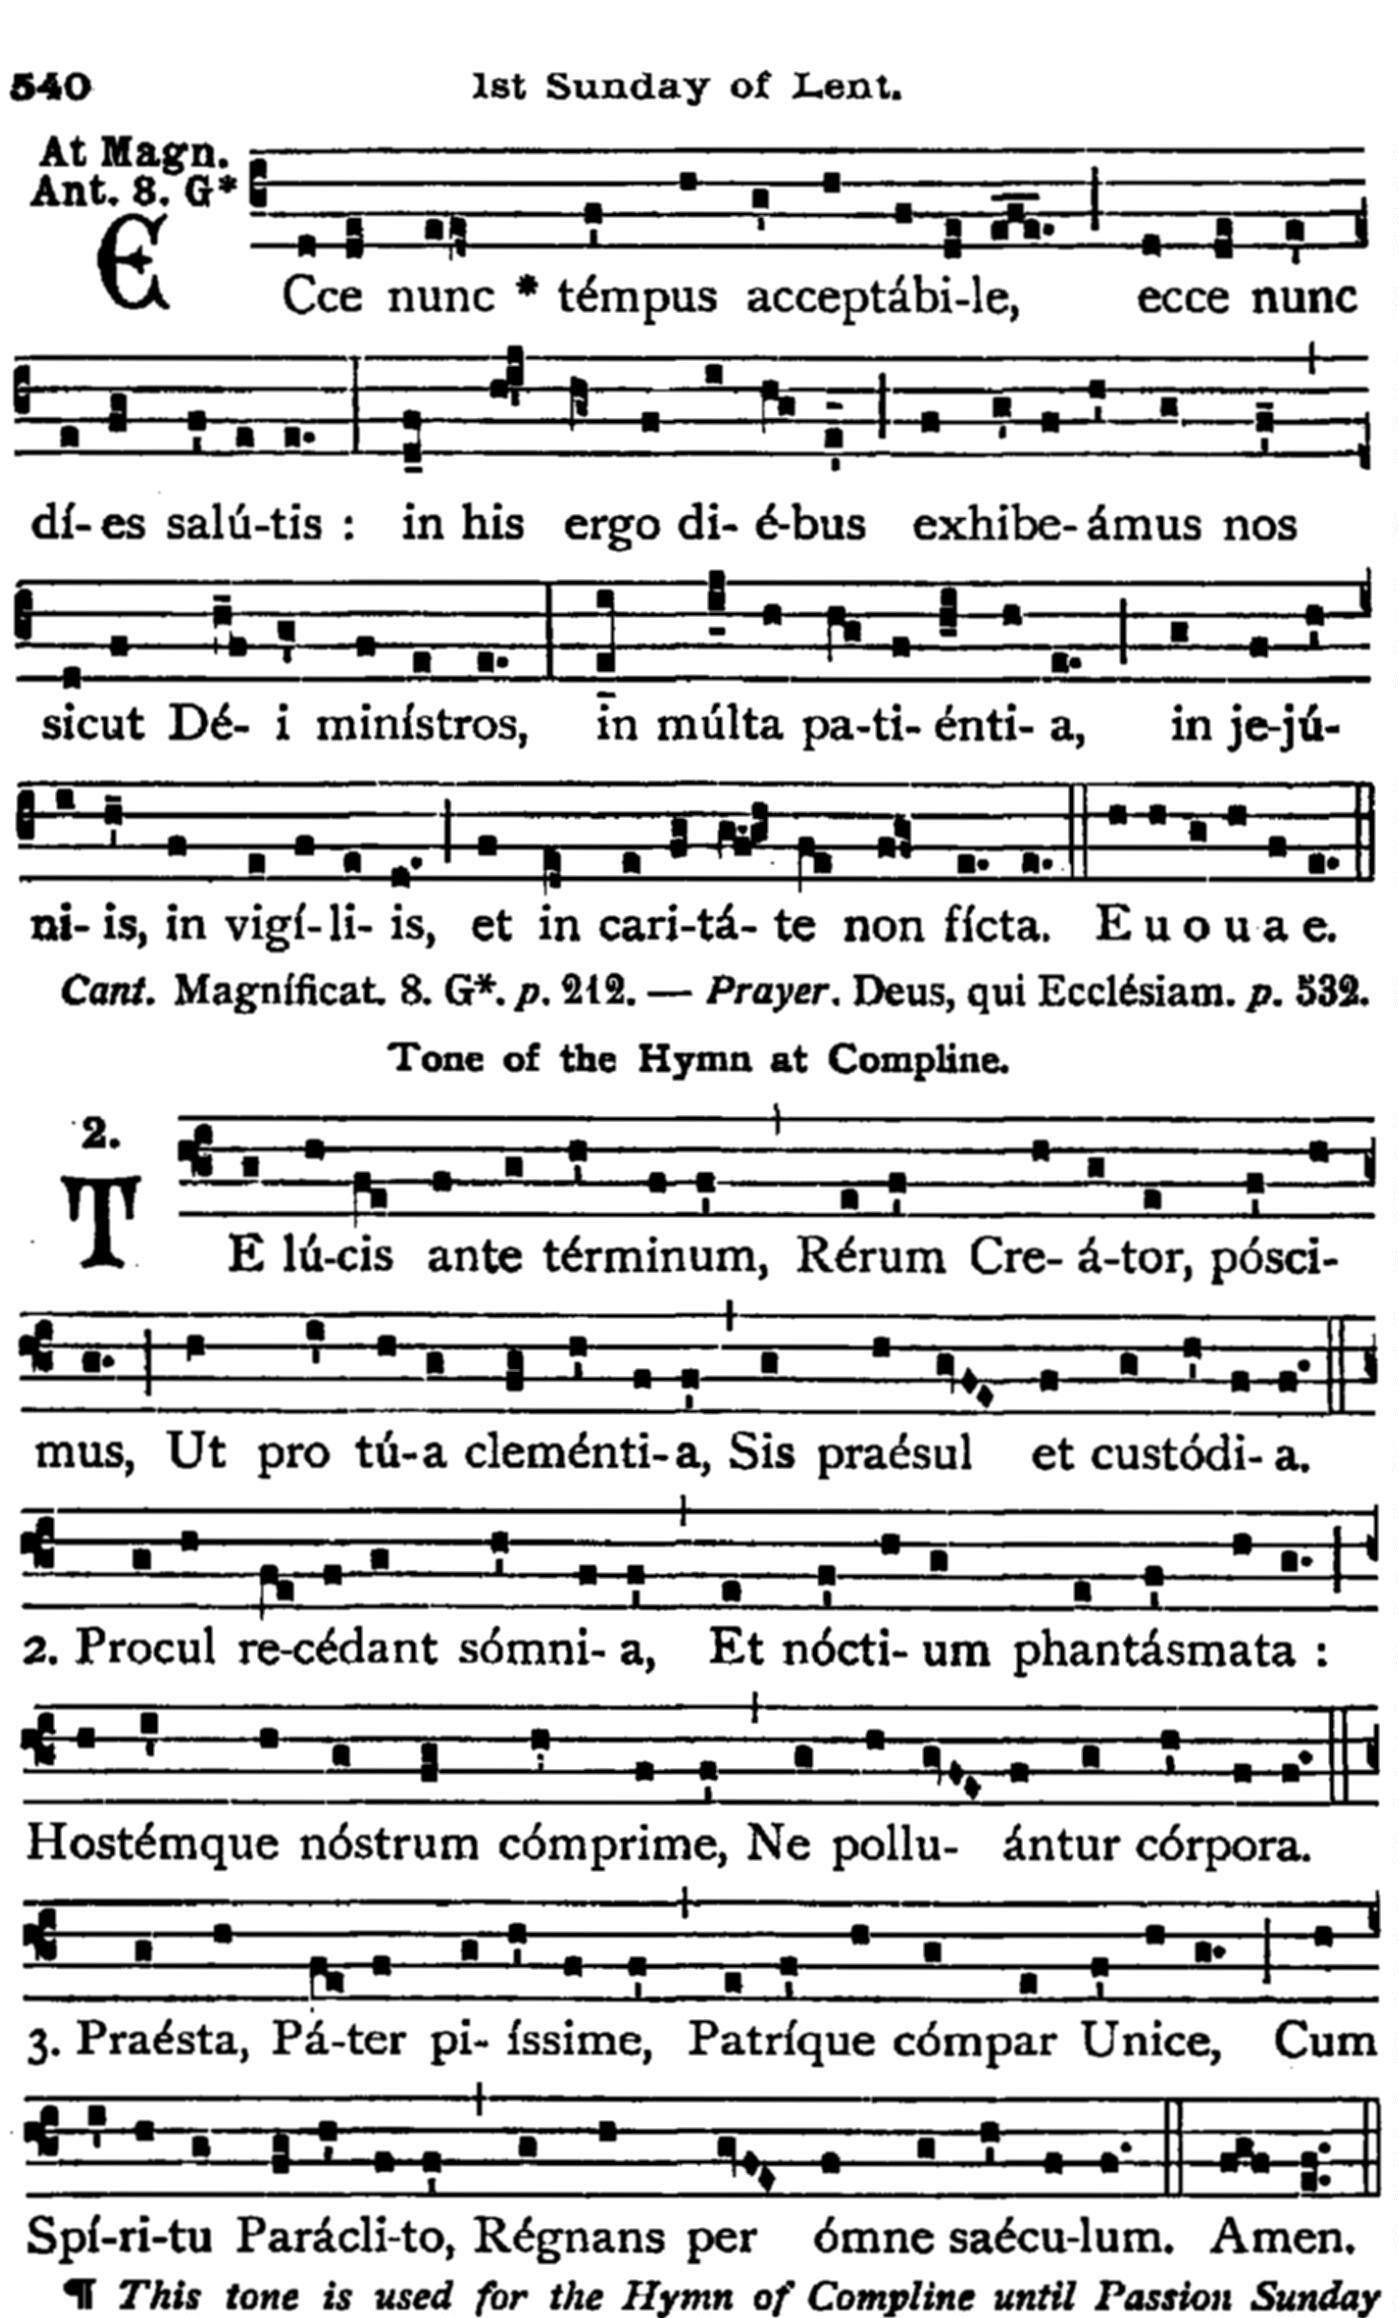 540 1st Sunday of Lent.
At Magn.
Ant. 8. G*
ECce nunc * témpus acceptábi-le, ecce nunc
dí- es salú-tis : in his ergo di- é-bus exhibe- ámus nos
sicut Dé- i minístros, in múlta pa-ti- énti- a, in je-jú-
ni- is, in vigí- li- is, et in cari-tá- te non fícta. E u o u a e.
Cant. Magníficat. 8. G*. p. 212. — Prayer. Deus, qui Ecclésiam. p. 532.
Tone of the Hymn at Compline.
2.
TE lú-cis ante términum, Rérum Cre- á-tor, pósci-
mus, Ut pro tú-a cleménti- a, Sis praésul et custódi- a.
2. Procul re-cédant sómni- a, Et nócti- um phantásmata :
Hostémque nóstrum cómprime, Ne pollu- ántur córpora.
3. Praésta, Pá-ter pi- íssime, Patríque cómpar Unice, Cum
Spí-ri-tu Parácli-to, Régnans per ómne saécu-lum. Amen.
¶ This tone is used for the Hymn of Compline until Passion Sunday